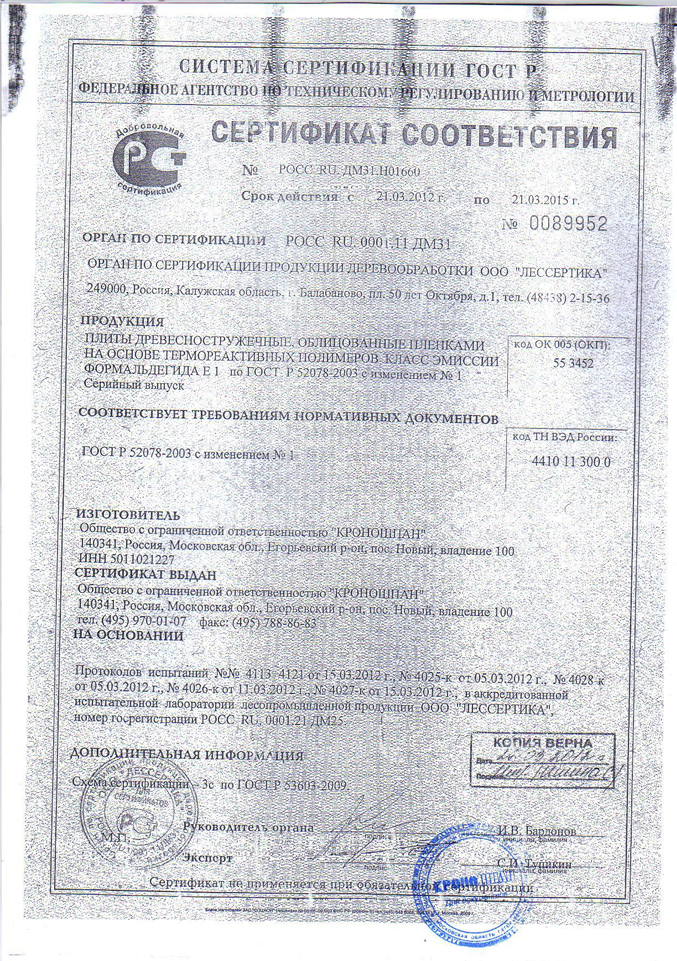 СИСТЕМА СЕРТИФИКАЦИИ ГОСТ Р
ФЕДЕРАЛЬНОЕ АГЕНТСТВО ПО ТЕХНИЧЕСКОМУ РЕГУЛИРОВАНИЮ И МЕТРОЛОГИИ
Добровольная
сертификация
СЕРТИФИКАТ СООТВЕТСТВИЯ
№ РОСС RU. ДМ31.Н01660
Срок действия с 21.03.2012 г. по 21.03.2015 г.
№ 0089952
ОРГАН ПО СЕРТИФИКАЦИИ РОСС RU. 0001.11 ДМ31
ОРГАН ПО СЕРТИФИКАЦИИ ПРОДУКЦИИ ДЕРЕВООБРАБОТКИ ООО "ЛЕССЕРТИКА"
249000, Россия, Калужская область, г. Балабаново, пл. 50 лет Октября, д.1, тел. (48438) 2-15-36
ПРОДУКЦИЯ
ПЛИТЫ ДРЕВЕСНОСТРУЖЕЧНЫЕ, ОБЛИЦОВАННЫЕ ПЛЕНКАМИ
НА ОСНОВЕ ТЕРМОРЕАКТИВНЫХ ПОЛИМЕРОВ КЛАСС ЭМИССИИ
ФОРМАЛЬДЕГИДА Е 1 по ГОСТ Р 52078-2003 с изменением № 1
Серийный выпуск
код ОК 005 (ОКП):
55 3452
СООТВЕТСТВУЕТ ТРЕБОВАНИЯМ НОРМАТИВНЫХ ДОКУМЕНТОВ
ГОСТ Р 52078-2003 с изменением № 1
код ТН ВЭД России:
4410 11 300 0
ИЗГОТОВИТЕЛЬ
Общество с ограниченной ответственностью "КРОНОШПАН"
140341, Россия, Московская обл., Егорьевский р-он, пос. Новый, владение 100
ИНН 5011021227
СЕРТИФИКАТ ВЫДАН
Общество с ограниченной ответственностью "КРОНОШПАН"
140341, Россия, Московская обл., Егорьевский р-он, пос. Новый, владение 100
тел. (495) 970-01-07 факс: (495) 788-86-83
НА ОСНОВАНИИ
Протоколов испытаний №№ 4113-4121 от 15.03.2012 г., № 4025-к от 05.03.2012 г., № 4028-к
от 05.03.2012 г., № 4026-к от 11.03.2012 г., № 4027-к от 15.03.2012 г., в аккредитованной
испытательной лаборатории лесопромышленной продукции ООО "ЛЕССЕРТИКА",
номер госрегистрации РОСС RU. 0001.21 ДМ25
КОПИЯ ВЕРНА
Дата
Подпись
ДОПОЛНИТЕЛЬНАЯ ИНФОРМАЦИЯ
Схема сертификации – 3с по ГОСТ Р 53603-2009.
"ЛЕССЕРТИКА"
ДЛЯ СЕРТИФИКАТОВ
М.П.
Руководитель органа И.В. Бардонов
подпись инициалы, фамилия
Эксперт С.И. Тупикин
подпись инициалы, фамилия
КРОНОШПАН
Сертификат не применяется при обязательной сертификации